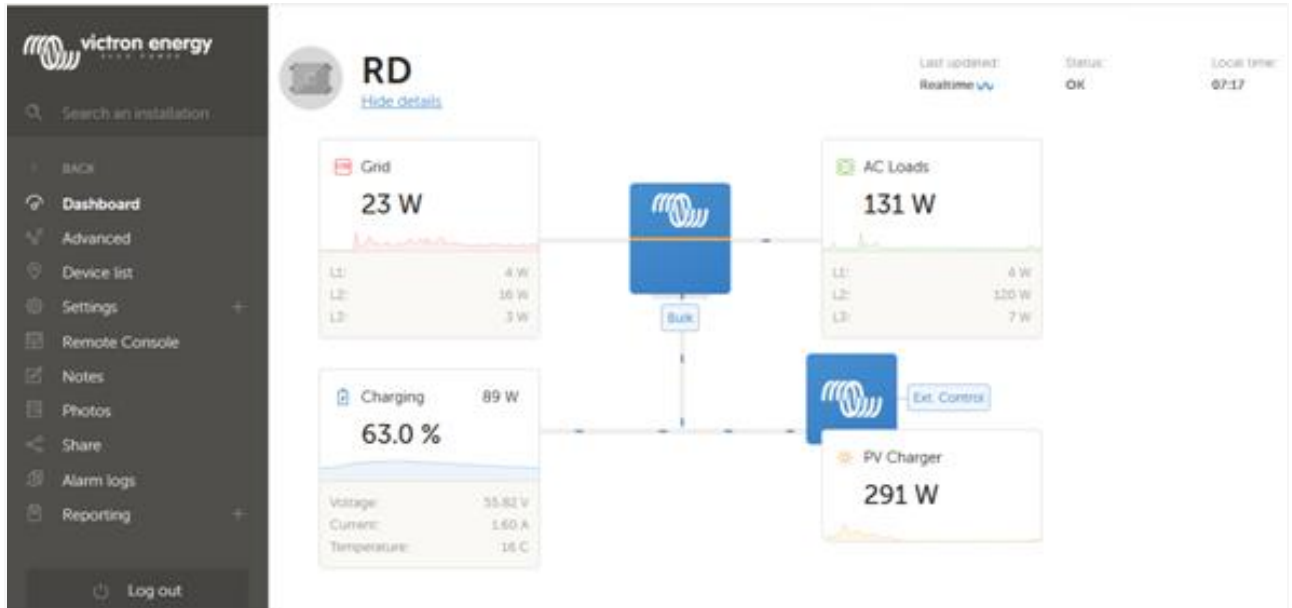 victron energy
BLUE POWER
Search an installation
BACK
Dashboard
Advanced
Device list
Settings +
Remote Console
Notes
Photos
Share
Alarm logs
Reporting +
Log out
RD
Hide details
Last updated:
Realtime
Status:
OK
Local time:
07:17
Grid
23 W
L1: 4 W
L2: 16 W
L3: 3 W
Bulk
AC Loads
131 W
L1: 4 W
L2: 120 W
L3: 7 W
Charging 89 W
63.0 %
Voltage: 55.82 V
Current: 1.60 A
Temperature: 16 C
Ext. Control
PV Charger
291 W